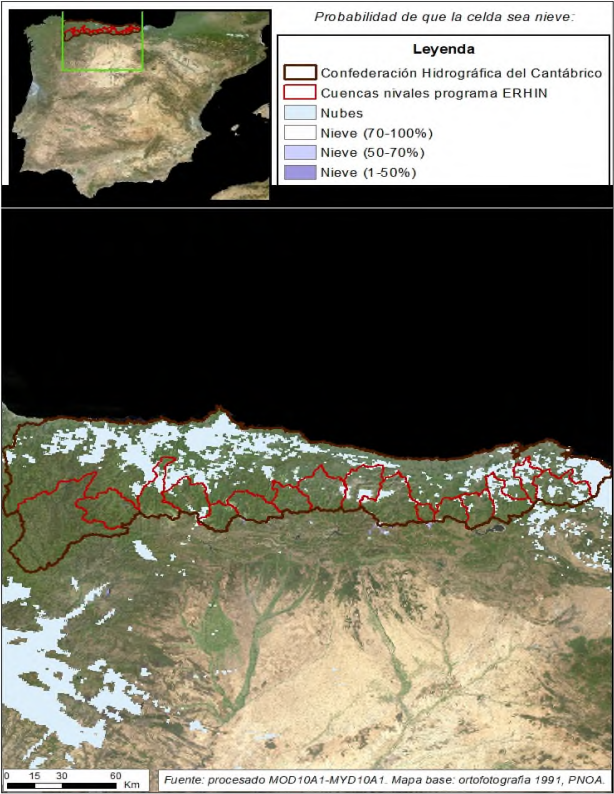 Probabilidad de que la celda sea nieve:
Leyenda
Confederación Hidrográfica del Cantábrico
Cuencas nivales programa ERHIN
Nubes
Nieve (70-100%)
Nieve (50-70%)
Nieve (1-50%)
0 15 30 60
Km
Fuente: procesado MOD10A1-MYD10A1. Mapa base: ortofotografia 1991, PNOA.